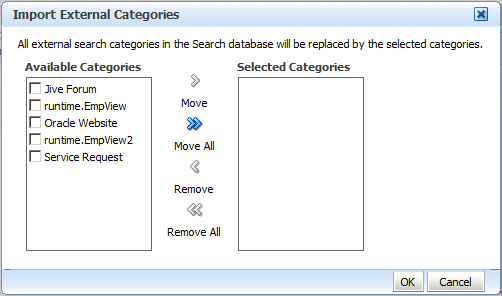 Import External Categories
All external search categories in the Search database will be replaced by the selected categories.
Available Categories
Jive Forum
runtime.EmpView
Oracle Website
runtime.EmpView2
Service Request
Move
Move All
Remove
Remove All
Selected Categories
OK
Cancel